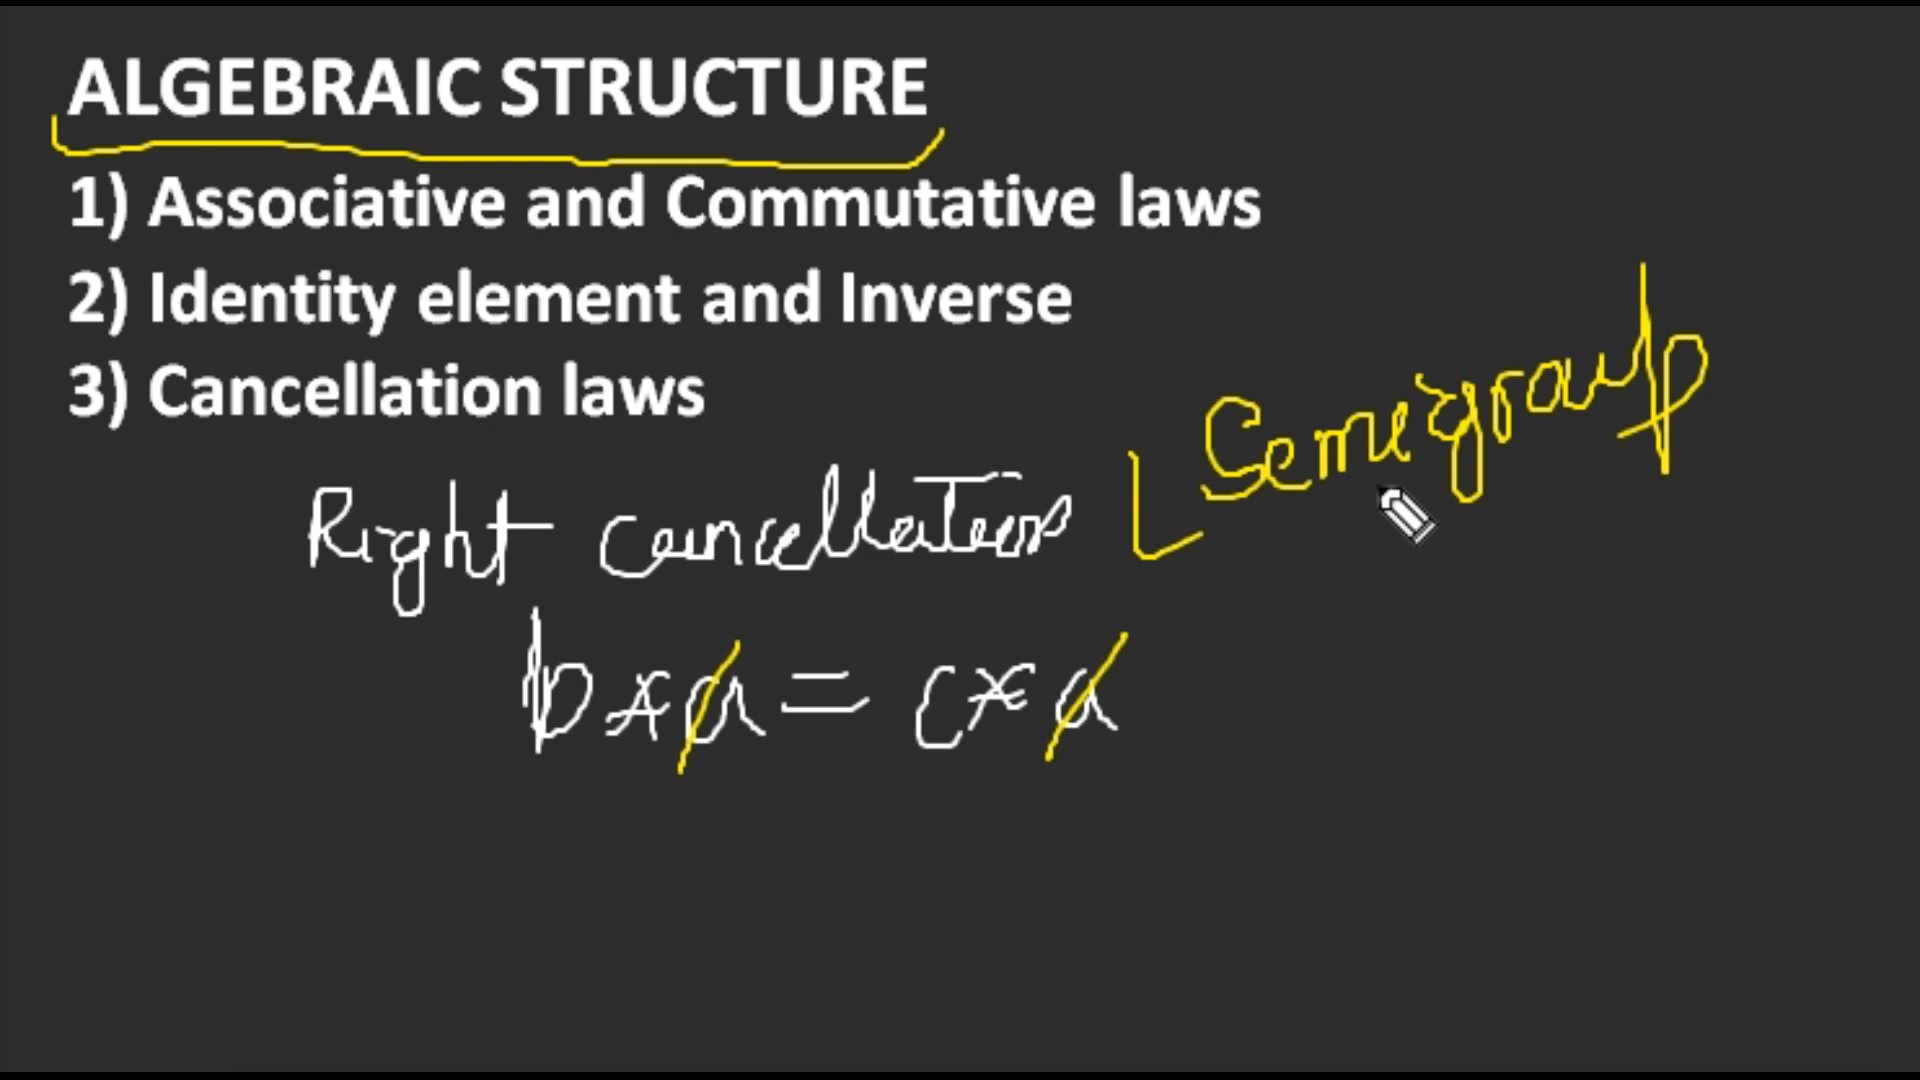 ALGEBRAIC STRUCTURE
1) Associative and Commutative laws
2) Identity element and Inverse
3) Cancellation laws
Semigroup
Right cancellation
b * a = c * a